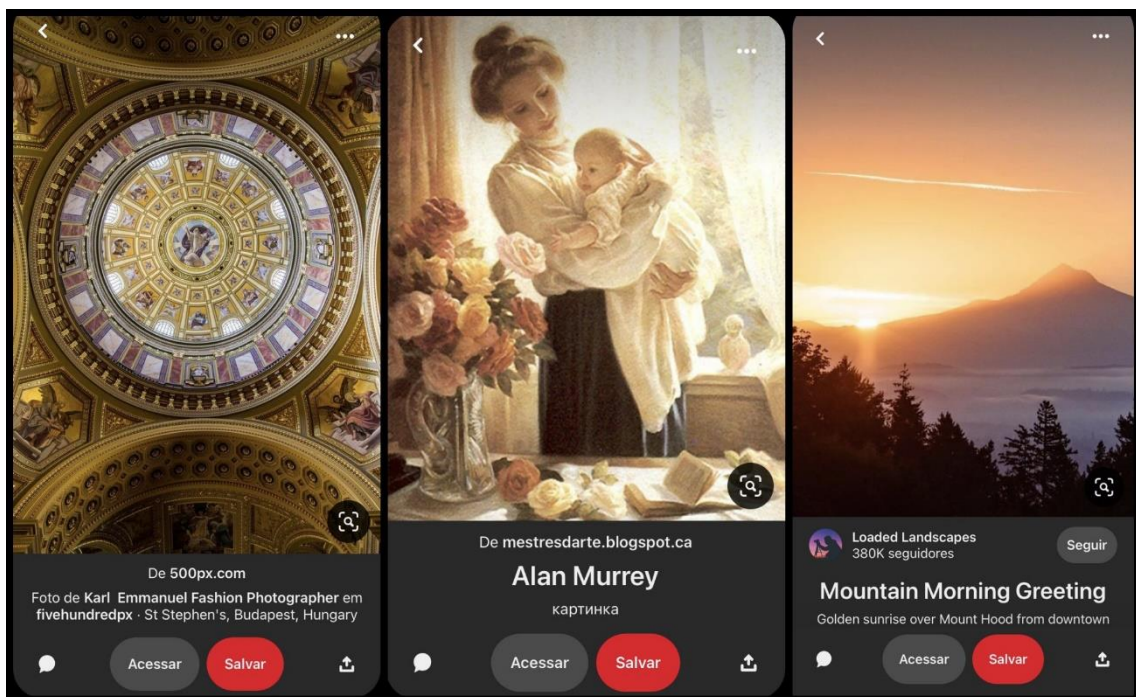 De 500px.com
Foto de Karl Emmanuel Fashion Photographer em
fivehundredpx · St Stephen's, Budapest, Hungary
Acessar
Salvar
De mestresdarte.blogspot.ca
Alan Murrey
картинка
Acessar
Salvar
Loaded Landscapes
380K seguidores
Seguir
Mountain Morning Greeting
Golden sunrise over Mount Hood from downtown
Acessar
Salvar